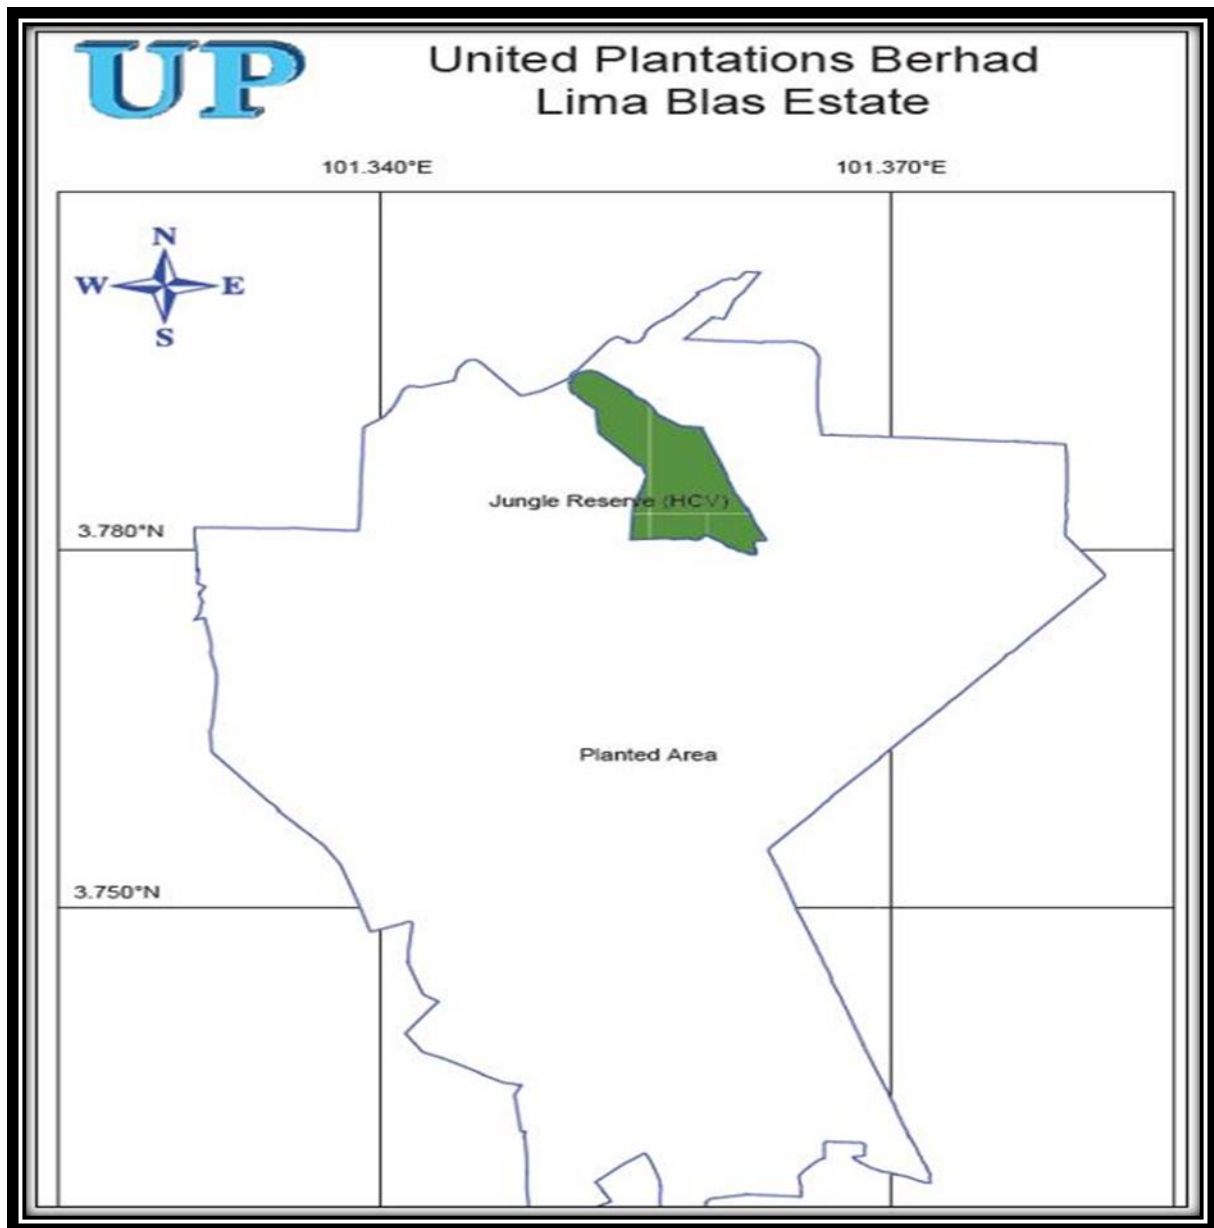 UP
United Plantations Berhad
Lima Blas Estate
101.340°E
101.370°E
N
W
E
S
Jungle Reserve (HCV)
3.780°N
Planted Area
3.750°N